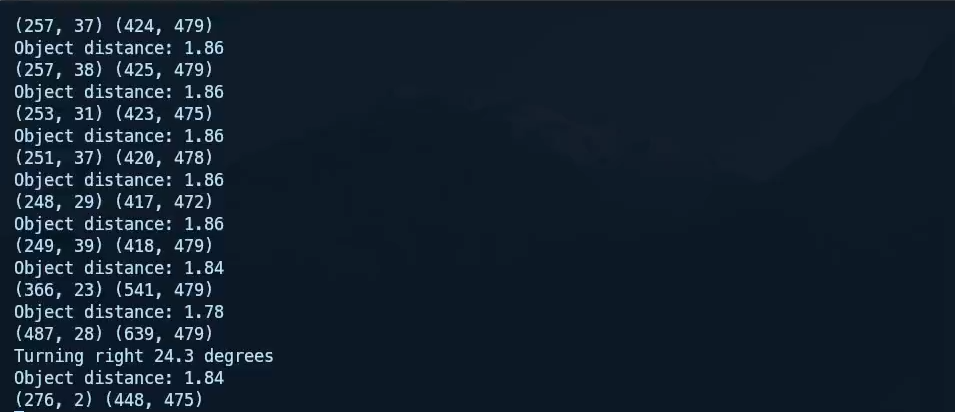 (257, 37) (424, 479)
Object distance: 1.86
(257, 38) (425, 479)
Object distance: 1.86
(253, 31) (423, 475)
Object distance: 1.86
(251, 37) (420, 478)
Object distance: 1.86
(248, 29) (417, 472)
Object distance: 1.86
(249, 39) (418, 479)
Object distance: 1.84
(366, 23) (541, 479)
Object distance: 1.78
(487, 28) (639, 479)
Turning right 24.3 degrees
Object distance: 1.84
(276, 2) (448, 475)